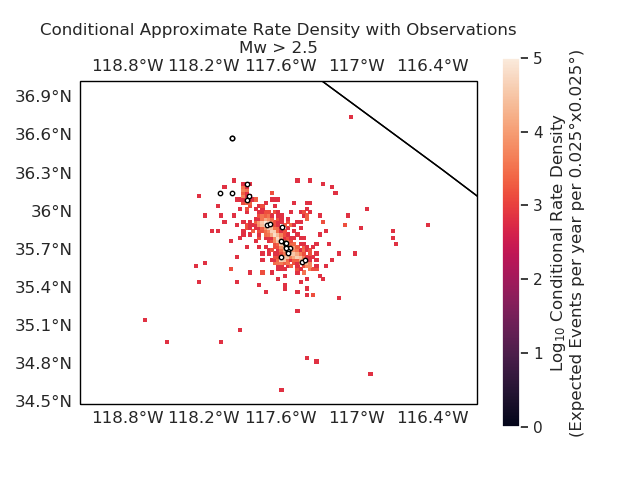 Conditional Approximate Rate Density with Observations
Mw > 2.5
118.8°W 118.2°W 117.6°W 117°W 116.4°W
36.9°N
36.6°N
36.3°N
36°N
35.7°N
35.4°N
35.1°N
34.8°N
34.5°N
118.8°W 118.2°W 117.6°W 117°W 116.4°W
5
4
3
2
1
0
Log₁₀ Conditional Rate Density
(Expected Events per year per 0.025°x0.025°)